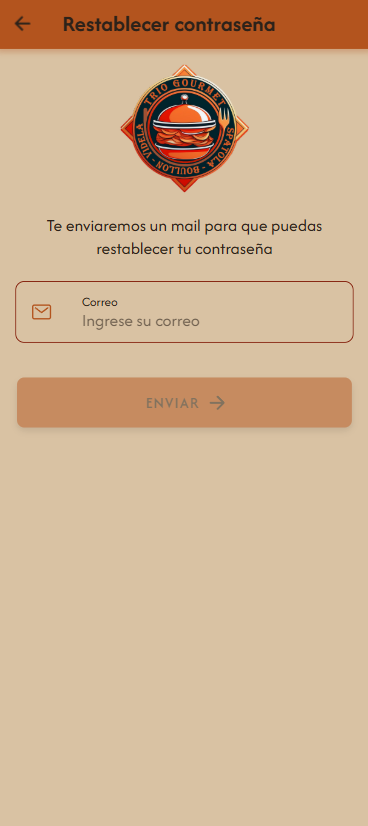 Restablecer contraseña
TRIO GOURMET
SPATOLA - BOULLON - VIDELA
Te enviaremos un mail para que puedas
restablecer tu contraseña
Correo
Ingrese su correo
ENVIAR